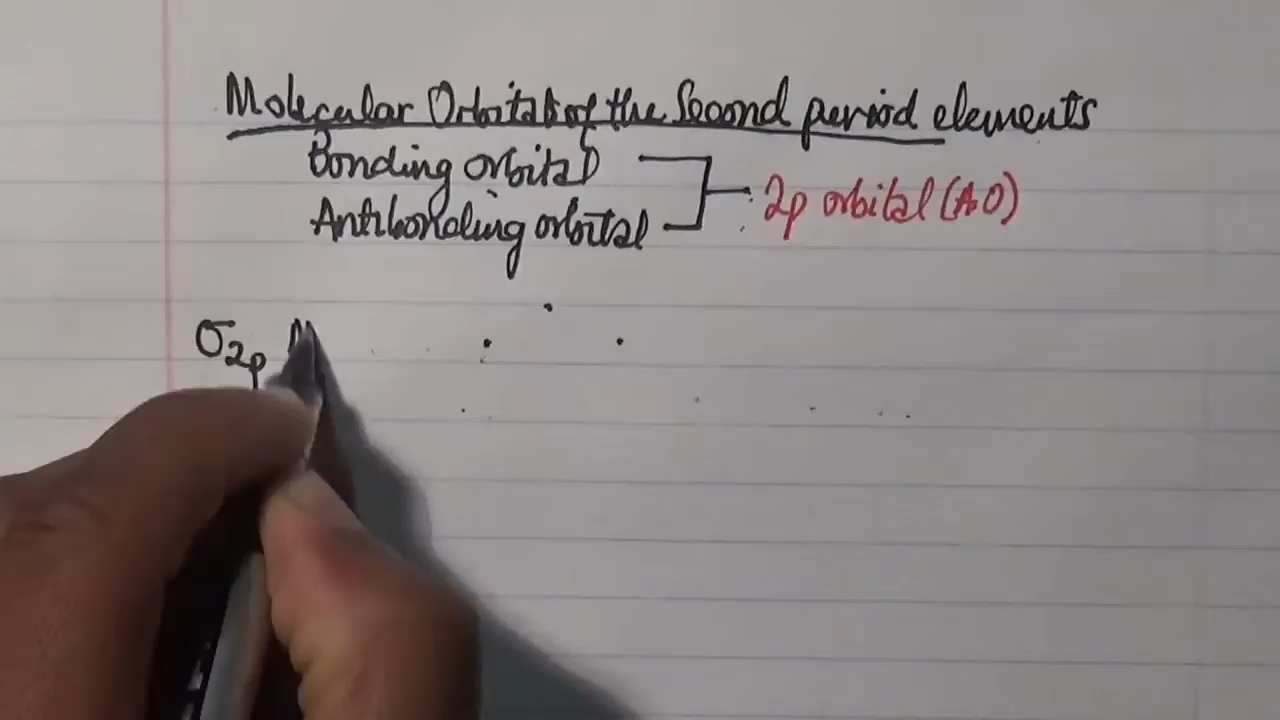 Molecular Orbitals of the Second period elements
Bonding orbital
Antibonding orbital
2p orbital (AO)
σ2p M